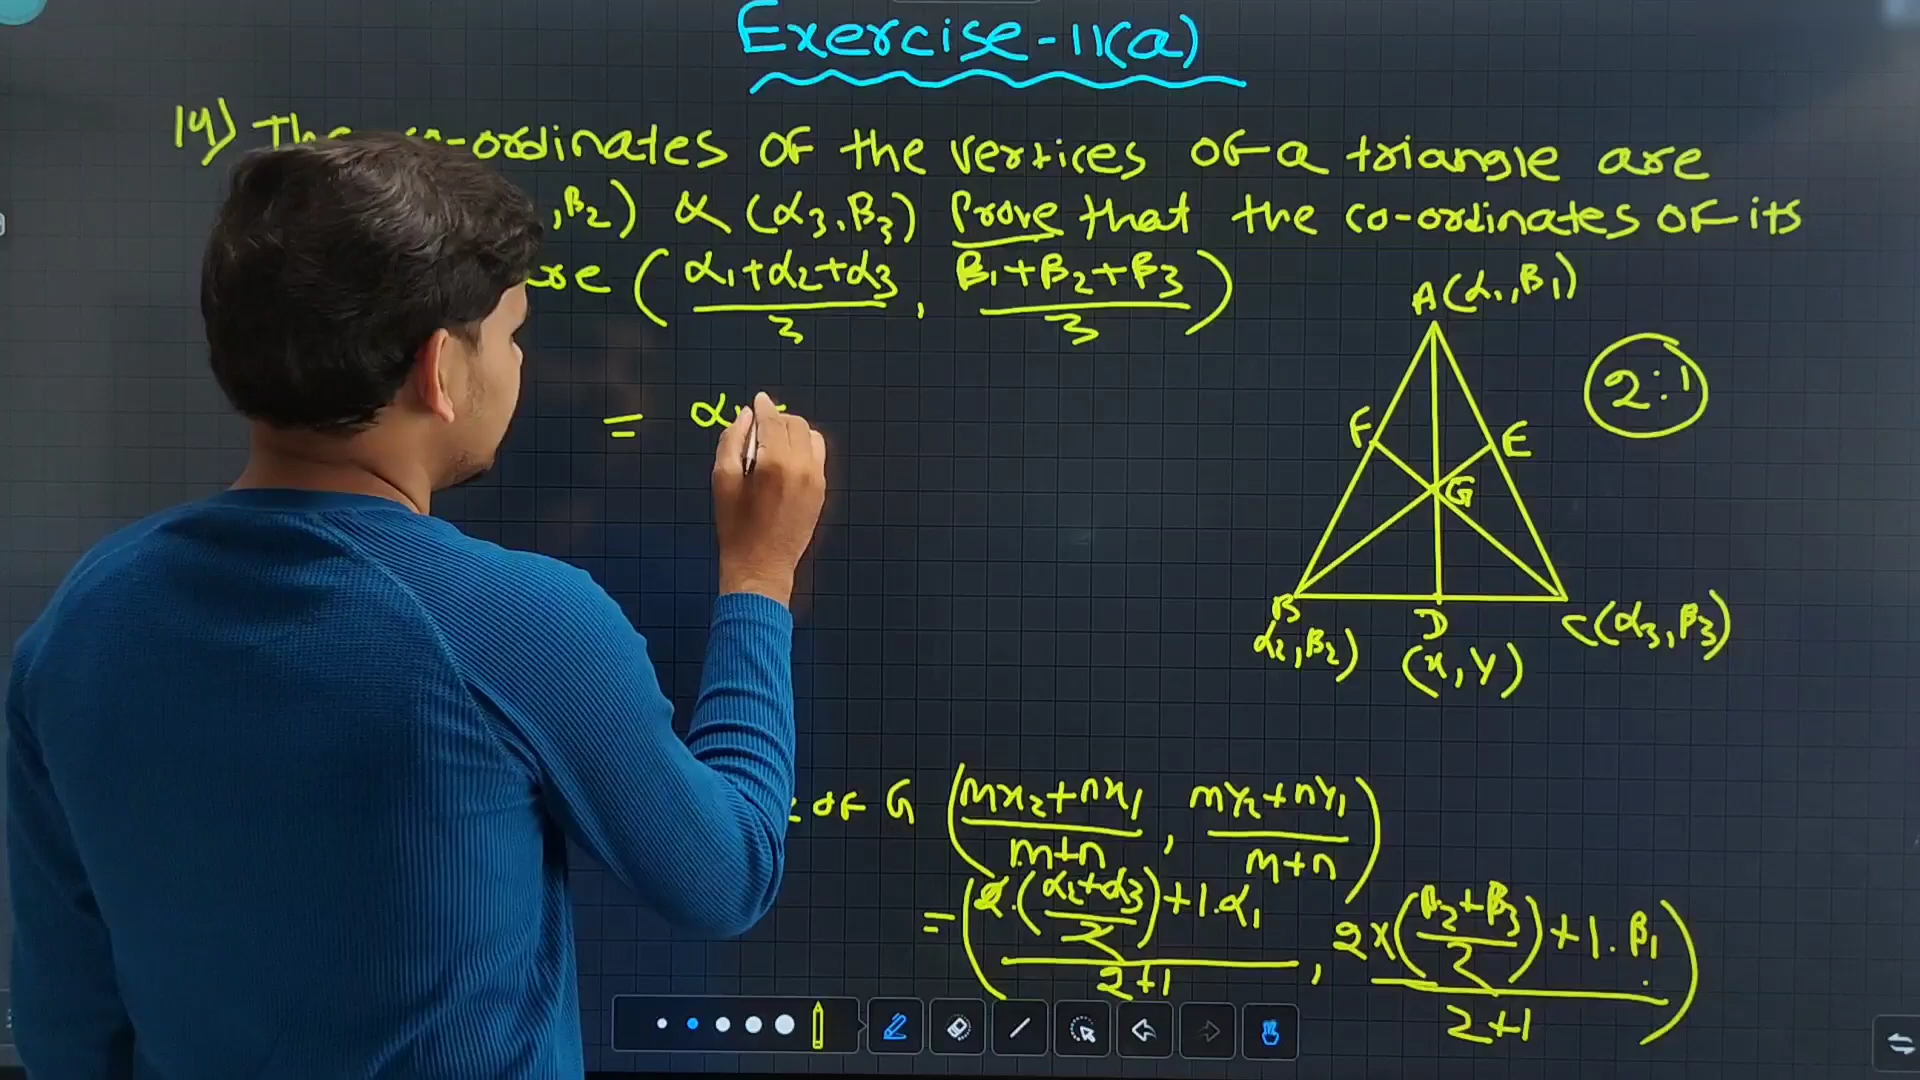 Exercise-11(a)
14) The co-ordinates of the vertices of a triangle are
,β2) & (α3,β3) Prove that the co-ordinates of its
are (α1+α2+α3/3, β1+β2+β3/3)
A(α1,β1)
2:1
= α1+
F E
G
B D C(α3,β3)
α2,β2) (x,y)
of G (mx2+nx1/m+n, my2+ny1/m+n)
= (2.(α2+α3/2)+1.α1/2+1, 2x(β2+β3/2)+1.β1/2+1)